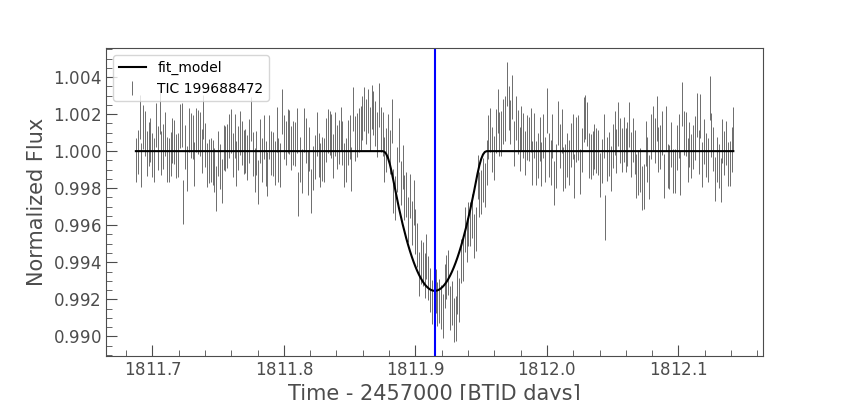 fit_model
TIC 199688472
1.004
1.002
1.000
0.998
0.996
0.994
0.992
0.990
Normalized Flux
1811.7 1811.8 1811.9 1812.0 1812.1
Time - 2457000 [BTJD days]